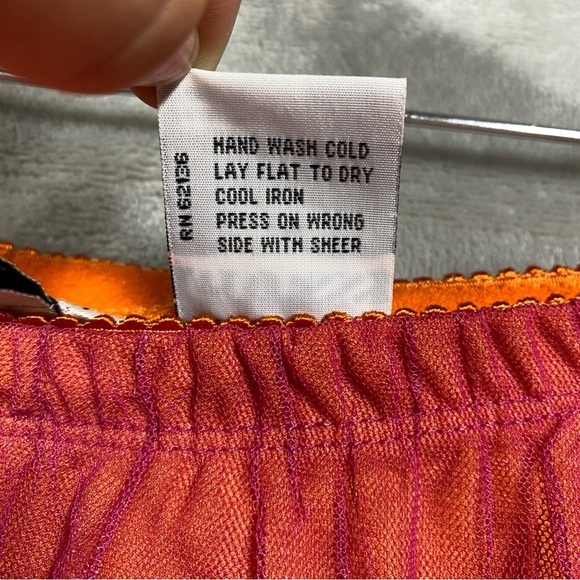 HAND WASH COLD
LAY FLAT TO DRY
COOL IRON
PRESS ON WRONG
SIDE WITH SHEER
RN 62136